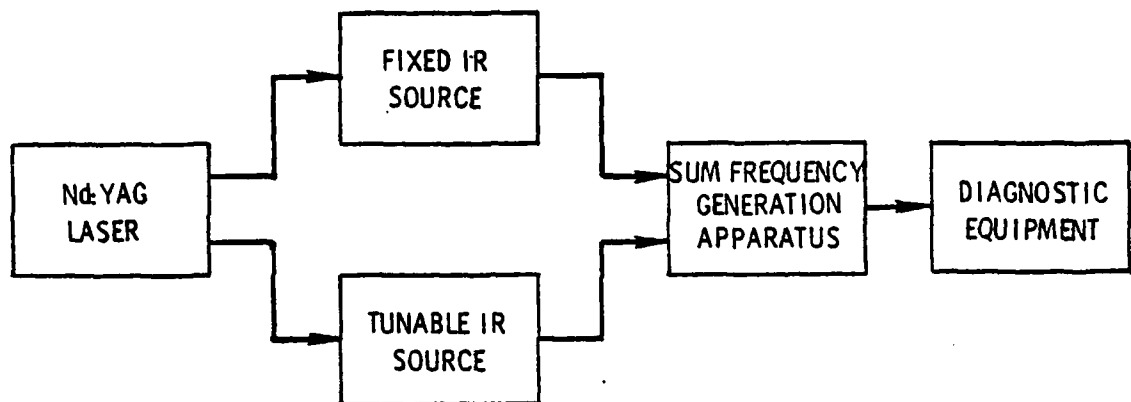 FIXED IR
SOURCE
Nd:YAG
LASER
SUM FREQUENCY
GENERATION
APPARATUS
DIAGNOSTIC
EQUIPMENT
TUNABLE IR
SOURCE